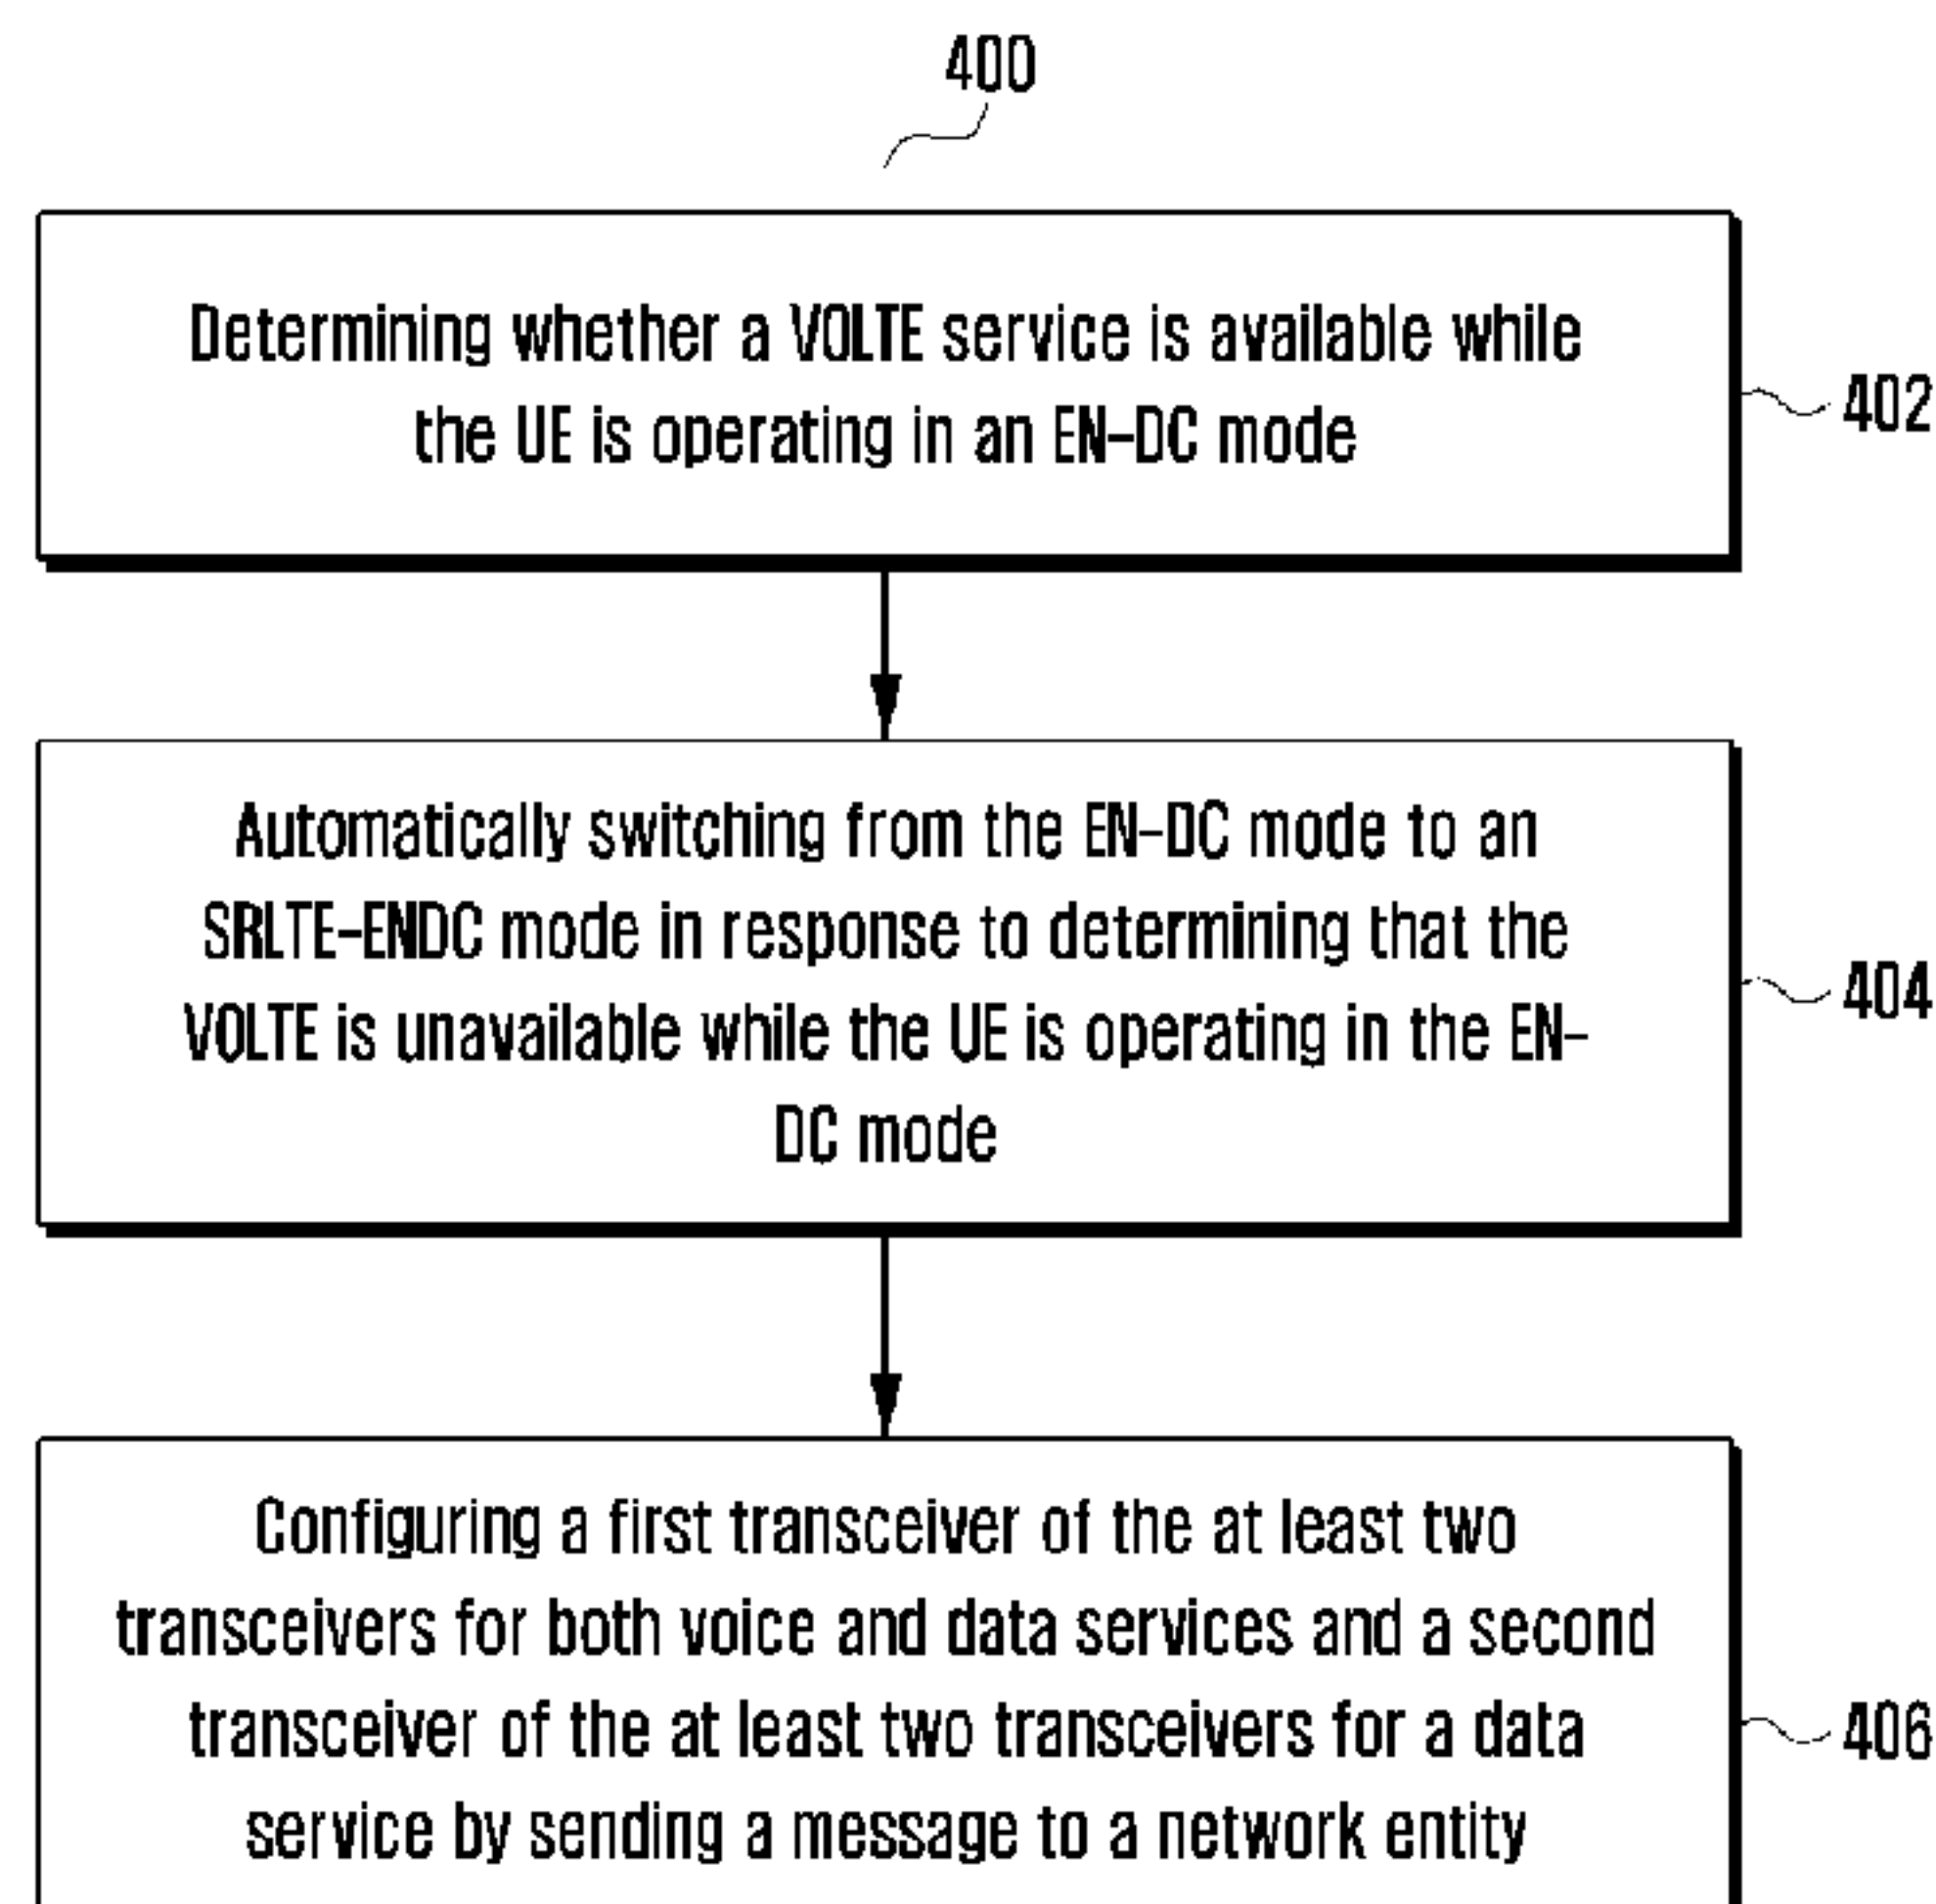 400
Determining whether a VOLTE service is available while
the UE is operating in an EN-DC mode
402
Automatically switching from the EN-DC mode to an
SRLTE-ENDC mode in response to determining that the
VOLTE is unavailable while the UE is operating in the EN-
DC mode
404
Configuring a first transceiver of the at least two
transceivers for both voice and data services and a second
transceiver of the at least two transceivers for a data
service by sending a message to a network entity
406